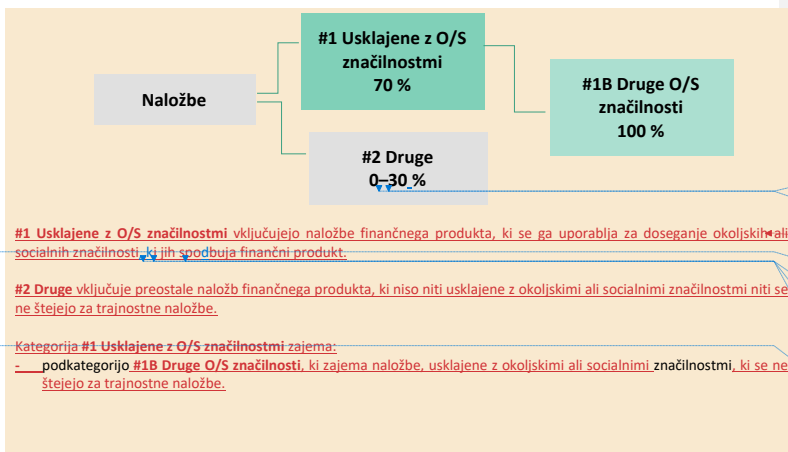 #1 Usklajene z O/S
značilnostmi
70 %
Naložbe
#1B Druge O/S
značilnosti
100 %
#2 Druge
0–30 %
#1 Usklajene z O/S značilnostmi vključujejo naložbe finančnega produkta, ki se ga uporablja za doseganje okoljskih ali
socialnih značilnosti, ki jih spodbuja finančni produkt.
#2 Druge vključuje preostale naložb finančnega produkta, ki niso niti usklajene z okoljskimi ali socialnimi značilnostmi niti se
ne štejejo za trajnostne naložbe.
Kategorija #1 Usklajene z O/S značilnostmi zajema:
- podkategorijo #1B Druge O/S značilnosti, ki zajema naložbe, usklajene z okoljskimi ali socialnimi značilnostmi, ki se ne
štejejo za trajnostne naložbe.